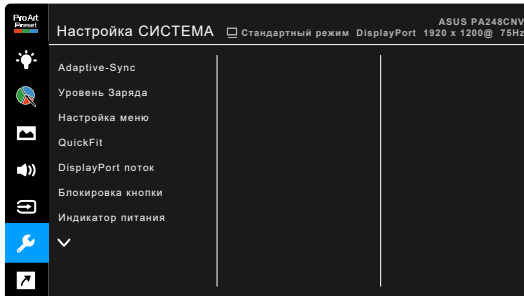 ProArt
Preset
Настройка СИСТЕМА
ASUS PA248CNV
Стандартный режим DisplayPort 1920 x 1200@ 75Hz
Adaptive-Sync
Уровень Заряда
Настройка меню
QuickFit
DisplayPort поток
Блокировка кнопки
Индикатор питания